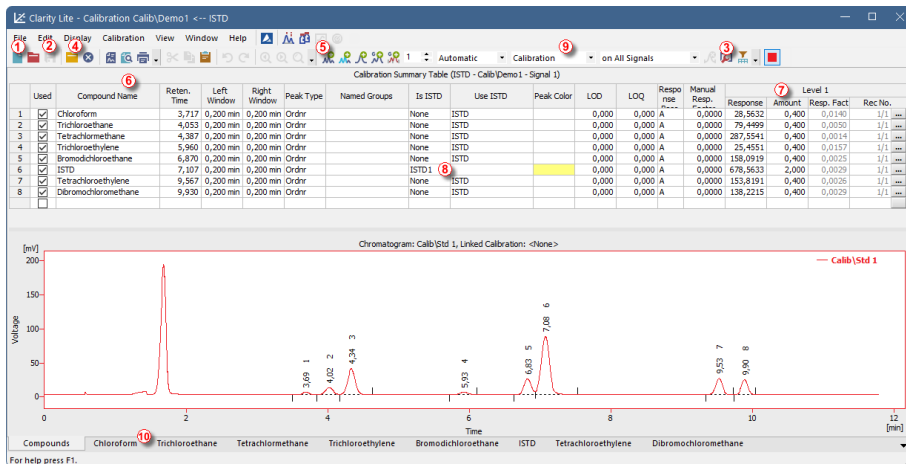 Clarity Lite - Calibration Calib\Demo1 <-- ISTD
File Edit Display Calibration View Window Help
① ② ④ ⑤ ⑨ ③
1 Automatic Calibration on All Signals
Calibration Summary Table (ISTD - Calib\Demo1 - Signal 1)
⑥ ⑦
Used Compound Name Reten. Time Left Window Right Window Peak Type Named Groups Is ISTD Use ISTD Peak Color LOD LOQ Respo nse Manual Resp. Level 1
Response Amount Resp. Fact Rec No.
1 Chloroform 3,717 0,200 min 0,200 min Ordnr None ISTD 0,000 0,000 A 0,0000 28,5632 0,400 0,0140 1/1 ...
2 Trichloroethane 4,053 0,200 min 0,200 min Ordnr None ISTD 0,000 0,000 A 0,0000 79,4499 0,400 0,0050 1/1 ...
3 Tetrachlormethane 4,387 0,200 min 0,200 min Ordnr None ISTD 0,000 0,000 A 0,0000 287,5541 0,400 0,0014 1/1 ...
4 Trichloroethylene 5,960 0,200 min 0,200 min Ordnr None ISTD 0,000 0,000 A 0,0000 25,4551 0,400 0,0157 1/1 ...
5 Bromodichloroethane 6,870 0,200 min 0,200 min Ordnr None ISTD 0,000 0,000 A 0,0000 158,0919 0,400 0,0025 1/1 ...
6 ISTD 7,107 0,200 min 0,200 min Ordnr ISTD1 ⑧ 0,000 0,000 A 0,0000 678,5633 2,000 0,0029 1/1 ...
7 Tetrachloroethylene 9,567 0,200 min 0,200 min Ordnr None ISTD 0,000 0,000 A 0,0000 153,8191 0,400 0,0026 1/1 ...
8 Dibromochloromethane 9,930 0,200 min 0,200 min Ordnr None ISTD 0,000 0,000 A 0,0000 138,2215 0,400 0,0029 1/1 ...
Chromatogram: Calib\Std 1, Linked Calibration: <None>
[mV]
Calib\Std 1
200
150
100
50
0
Voltage
3,69 1
4,02 2
4,34 3
5,93 4
6,83 5
7,08 6
9,53 7
9,90 8
0 2 4 6 8 10 12
Time [min]
Compounds Chloroform ⑩ Trichloroethane Tetrachlormethane Trichloroethylene Bromodichloroethane ISTD Tetrachloroethylene Dibromochloromethane
For help press F1.